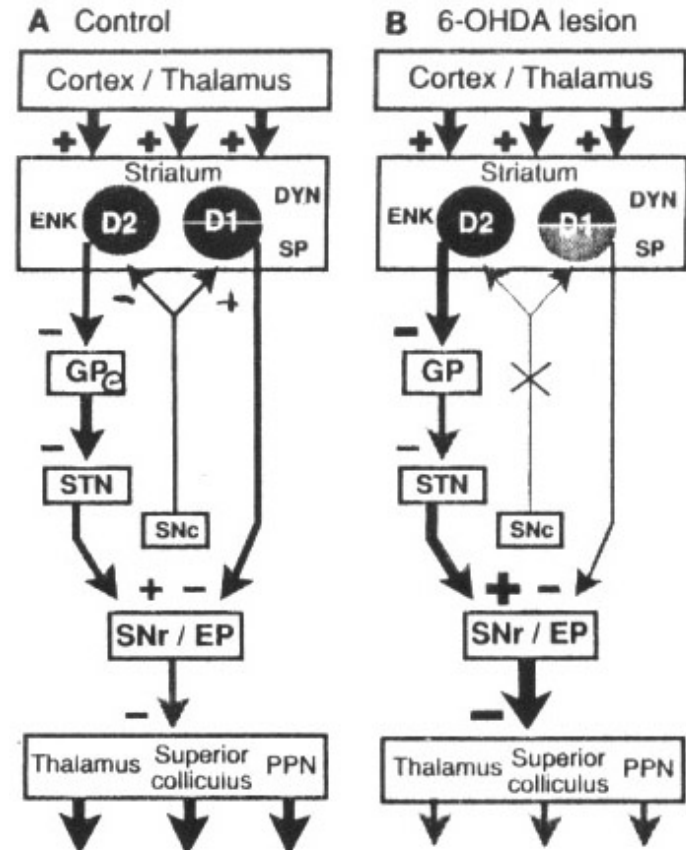 A Control
Cortex / Thalamus
+ + +
Striatum
DYN
ENK D2 D1
SP
- +
-
GPe
-
STN
SNc
+ -
SNr / EP
-
Thalamus Superior colliculus PPN
B 6-OHDA lesion
Cortex / Thalamus
+ + +
Striatum
DYN
ENK D2 D1
SP
-
GP
-
STN
SNc
+ -
SNr / EP
-
Thalamus Superior colliculus PPN